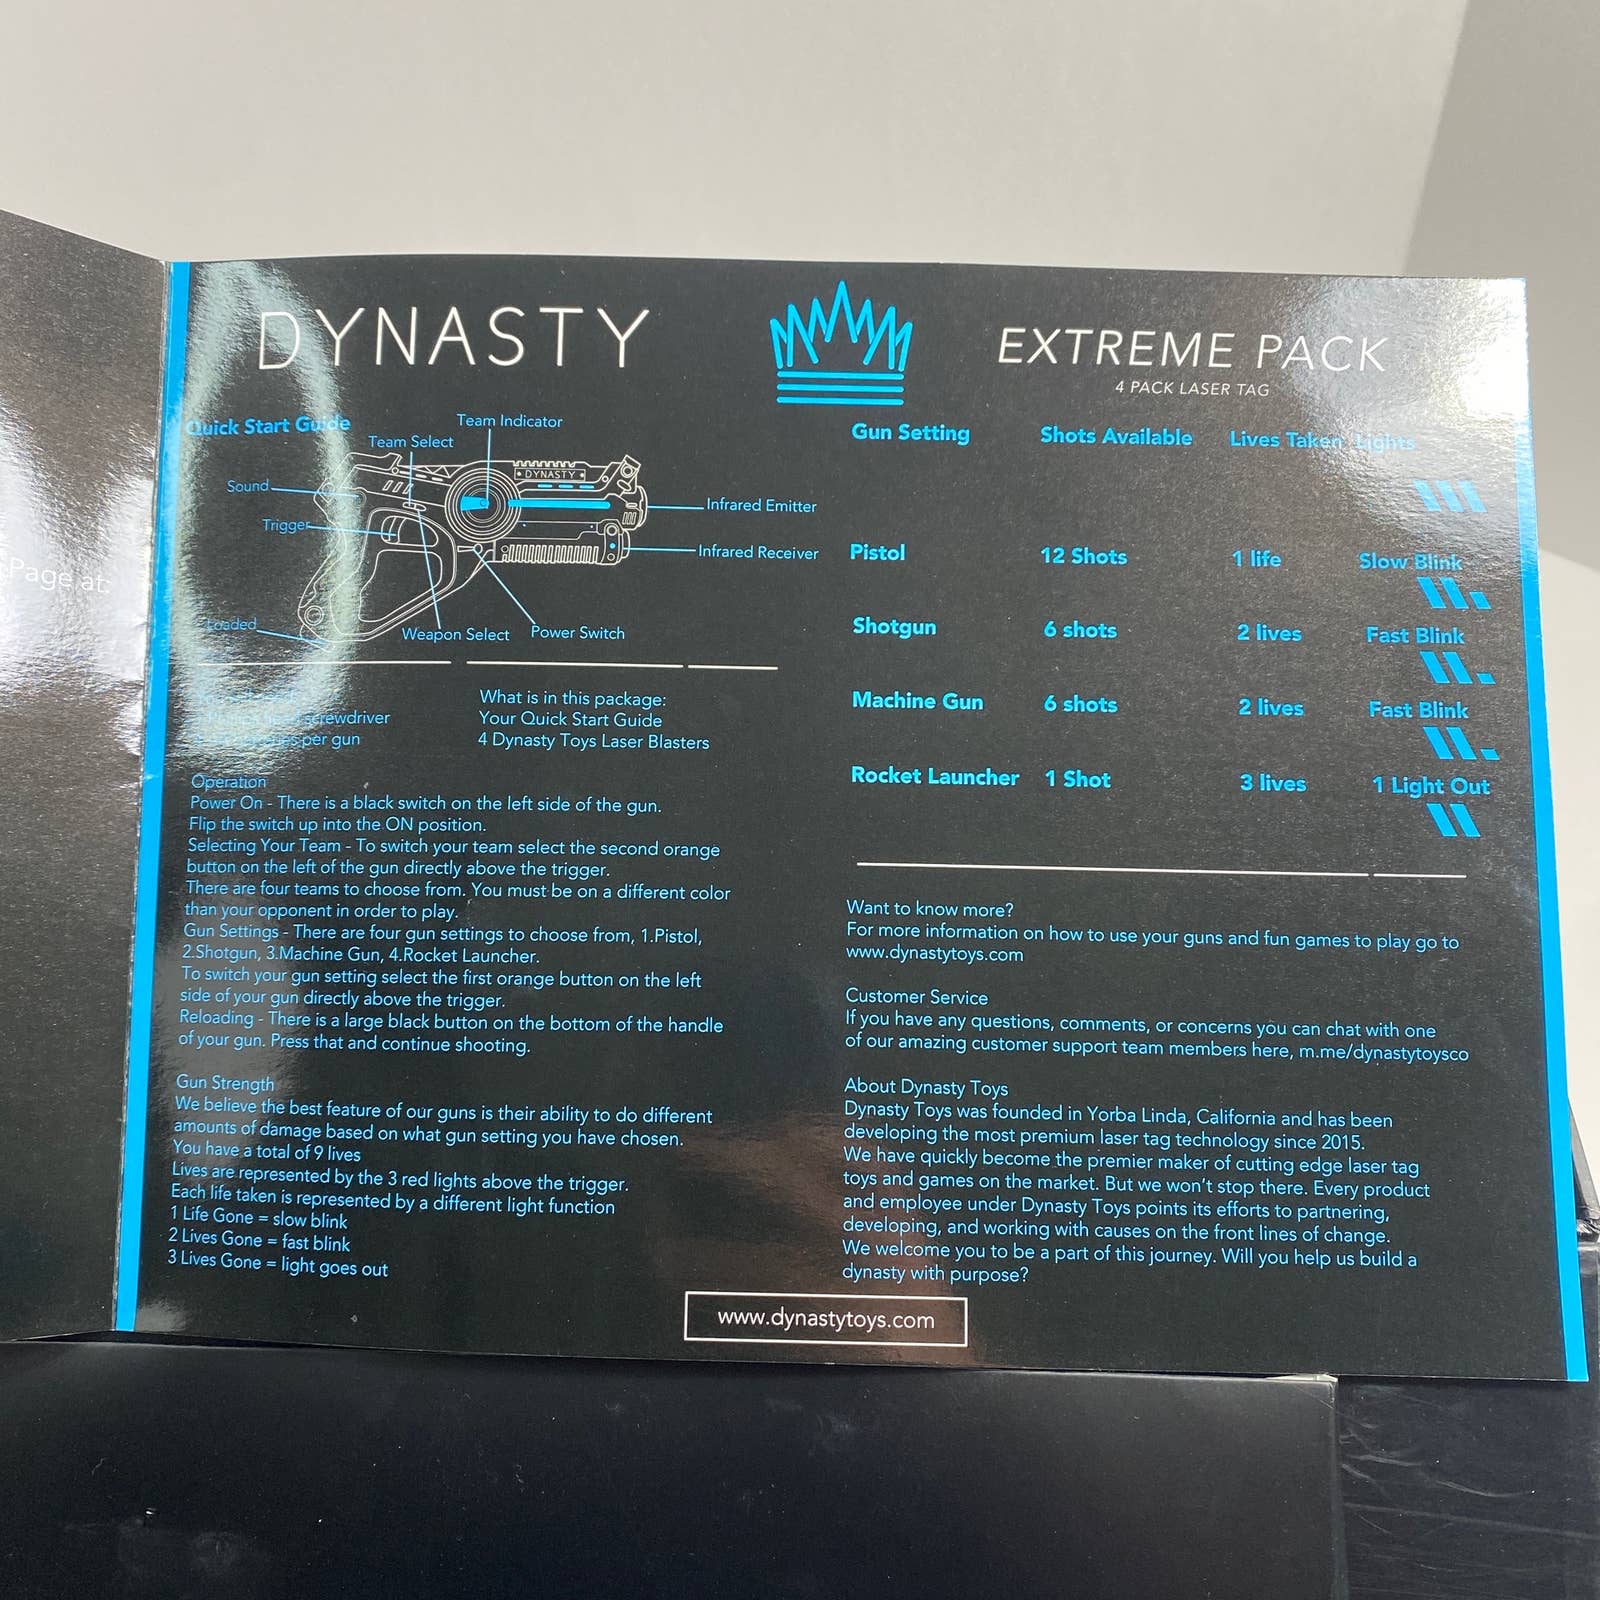 Page at:
DYNASTY
EXTREME PACK
4 PACK LASER TAG
Quick Start Guide
Team Indicator
Team Select
Sound
DYNASTY
Trigger
Infrared Emitter
Infrared Receiver
Loaded
Weapon Select
Power Switch
screwdriver
per gun
What is in this package:
Your Quick Start Guide
4 Dynasty Toys Laser Blasters
Operation
Power On - There is a black switch on the left side of the gun.
Flip the switch up into the ON position.
Selecting Your Team - To switch your team select the second orange
button on the left of the gun directly above the trigger.
There are four teams to choose from. You must be on a different color
than your opponent in order to play.
Gun Settings - There are four gun settings to choose from, 1.Pistol,
2.Shotgun, 3.Machine Gun, 4.Rocket Launcher.
To switch your gun setting select the first orange button on the left
side of your gun directly above the trigger.
Reloading - There is a large black button on the bottom of the handle
of your gun. Press that and continue shooting.
Gun Strength
We believe the best feature of our guns is their ability to do different
amounts of damage based on what gun setting you have chosen.
You have a total of 9 lives
Lives are represented by the 3 red lights above the trigger.
Each life taken is represented by a different light function
1 Life Gone = slow blink
2 Lives Gone = fast blink
3 Lives Gone = light goes out
Gun Setting Shots Available Lives Taken Lights
Pistol 12 Shots 1 life Slow Blink
Shotgun 6 shots 2 lives Fast Blink
Machine Gun 6 shots 2 lives Fast Blink
Rocket Launcher 1 Shot 3 lives 1 Light Out
Want to know more?
For more information on how to use your guns and fun games to play go to
www.dynastytoys.com
Customer Service
If you have any questions, comments, or concerns you can chat with one
of our amazing customer support team members here, m.me/dynastytoysco
About Dynasty Toys
Dynasty Toys was founded in Yorba Linda, California and has been
developing the most premium laser tag technology since 2015.
We have quickly become the premier maker of cutting edge laser tag
toys and games on the market. But we won't stop there. Every product
and employee under Dynasty Toys points its efforts to partnering,
developing, and working with causes on the front lines of change.
We welcome you to be a part of this journey. Will you help us build a
dynasty with purpose?
www.dynastytoys.com